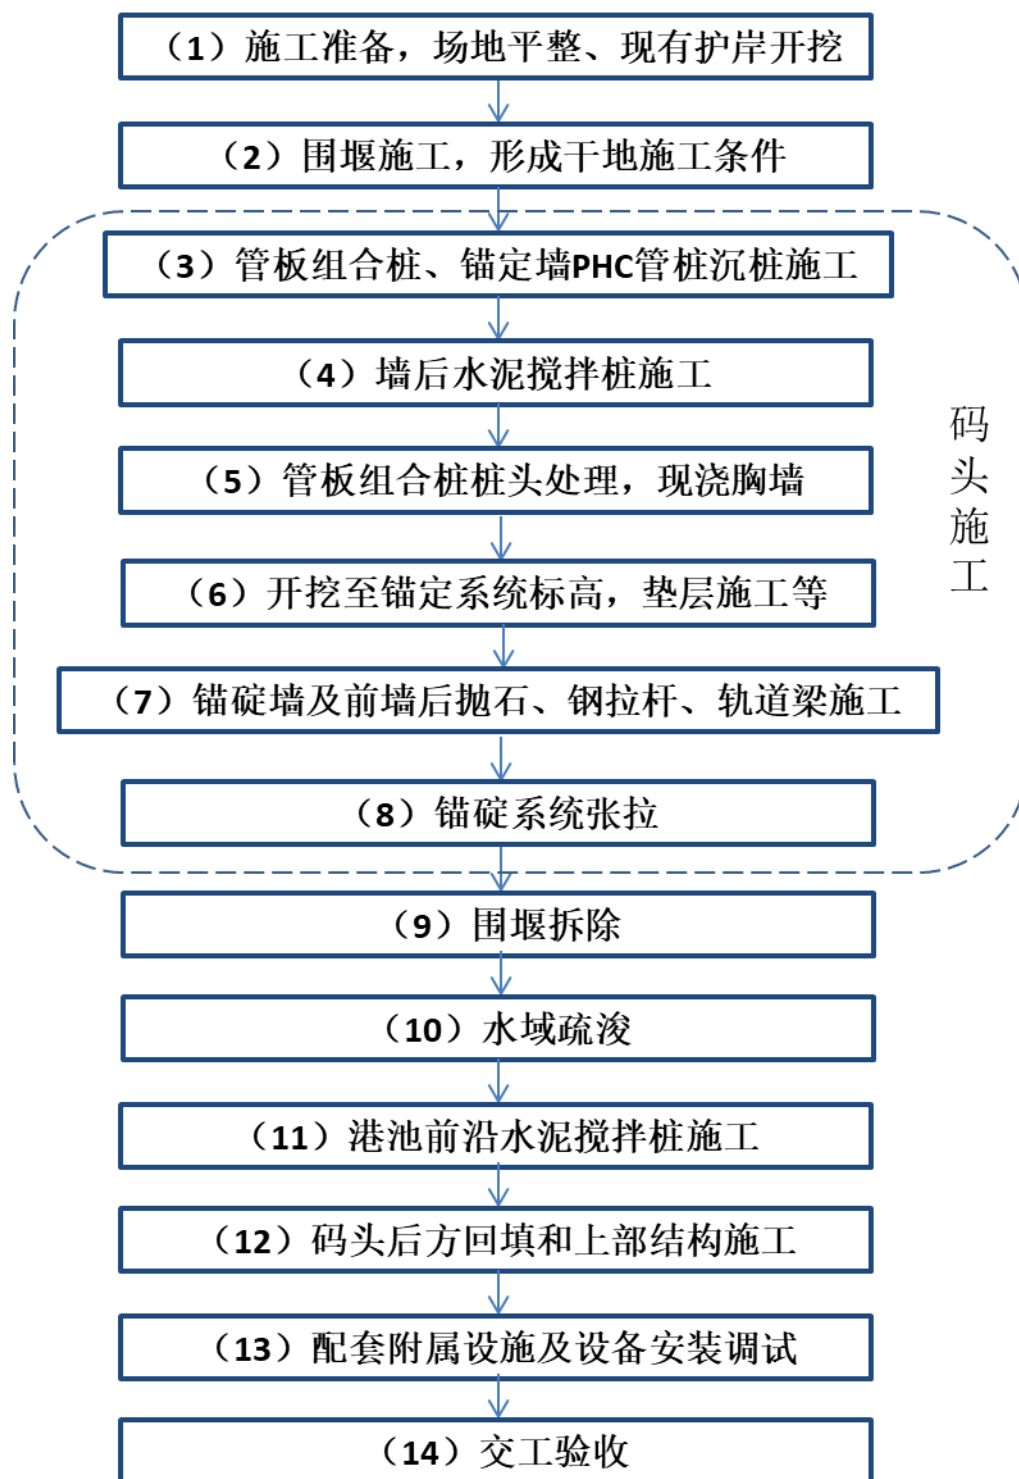 （1）施工准备，场地平整、现有护岸开挖
（2）围堰施工，形成干地施工条件
（3）管板组合桩、锚定墙PHC管桩沉桩施工
（4）墙后水泥搅拌桩施工
（5）管板组合桩桩头处理，现浇胸墙
（6）开挖至锚定系统标高，垫层施工等
（7）锚碇墙及前墙后抛石、钢拉杆、轨道梁施工
（8）锚碇系统张拉
码头施工
（9）围堰拆除
（10）水域疏浚
（11）港池前沿水泥搅拌桩施工
（12）码头后方回填和上部结构施工
（13）配套附属设施及设备安装调试
（14）交工验收